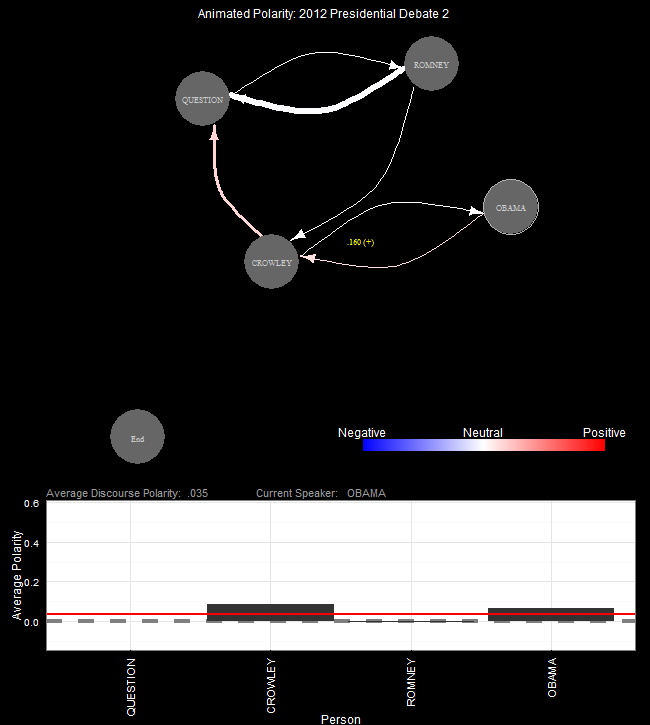 Animated Polarity: 2012 Presidential Debate 2
ROMNEY
QUESTION
OBAMA
.160 (+)
CROWLEY
Negative Neutral Positive
End
Average Discourse Polarity: .035 Current Speaker: OBAMA
0.6
0.4
0.2
0.0
Average Polarity
QUESTION
CROWLEY
ROMNEY
OBAMA
Person